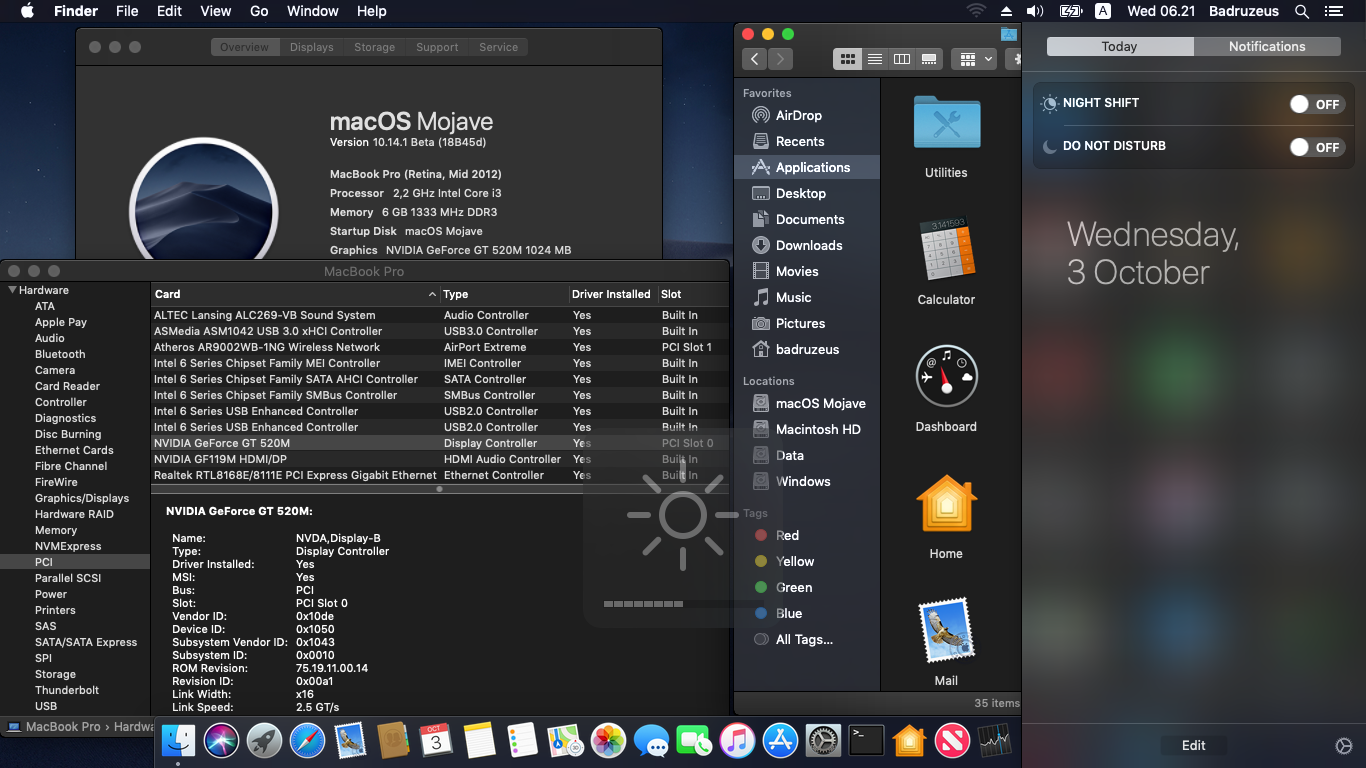 Finder File Edit View Go Window Help
A Wed 06.21 Badruzeus
Overview Displays Storage Support Service
macOS Mojave
Version 10.14.1 Beta (18B45d)
MacBook Pro (Retina, Mid 2012)
Processor 2,2 GHz Intel Core i3
Memory 6 GB 1333 MHz DDR3
Startup Disk macOS Mojave
Graphics NVIDIA GeForce GT 520M 1024 MB
MacBook Pro
Hardware
ATA
Apple Pay
Audio
Bluetooth
Camera
Card Reader
Controller
Diagnostics
Disc Burning
Ethernet Cards
Fibre Channel
FireWire
Graphics/Displays
Hardware RAID
Memory
NVMExpress
PCI
Parallel SCSI
Power
Printers
SAS
SATA/SATA Express
SPI
Storage
Thunderbolt
USB
MacBook Pro › Hardwa
Card Type Driver Installed Slot
ALTEC Lansing ALC269-VB Sound System Audio Controller Yes Built In
ASMedia ASM1042 USB 3.0 xHCI Controller USB3.0 Controller Yes Built In
Atheros AR9002WB-1NG Wireless Network AirPort Extreme Yes PCI Slot 1
Intel 6 Series Chipset Family MEI Controller IMEI Controller Yes Built In
Intel 6 Series Chipset Family SATA AHCI Controller SATA Controller Yes Built In
Intel 6 Series Chipset Family SMBus Controller SMBus Controller Yes Built In
Intel 6 Series USB Enhanced Controller USB2.0 Controller Yes Built In
Intel 6 Series USB Enhanced Controller USB2.0 Controller Yes Built In
NVIDIA GeForce GT 520M Display Controller Yes PCI Slot 0
NVIDIA GF119M HDMI/DP HDMI Audio Controller Yes Built In
Realtek RTL8168E/8111E PCI Express Gigabit Ethernet Ethernet Controller Yes Built In
NVIDIA GeForce GT 520M:
Name: NVDA,Display-B
Type: Display Controller
Driver Installed: Yes
MSI: Yes
Bus: PCI
Slot: PCI Slot 0
Vendor ID: 0x10de
Device ID: 0x1050
Subsystem Vendor ID: 0x1043
Subsystem ID: 0x0010
ROM Revision: 75.19.11.00.14
Revision ID: 0x00a1
Link Width: x16
Link Speed: 2.5 GT/s
Favorites
AirDrop
Recents
Applications
Desktop
Documents
Downloads
Movies
Music
Pictures
badruzeus
Locations
macOS Mojave
Macintosh HD
Data
Windows
Tags
Red
Yellow
Green
Blue
All Tags...
Utilities
3.141593
Calculator
Dashboard
Home
Mail
35 items
Today Notifications
NIGHT SHIFT OFF
DO NOT DISTURB OFF
Wednesday,
3 October
Edit
OCT
3